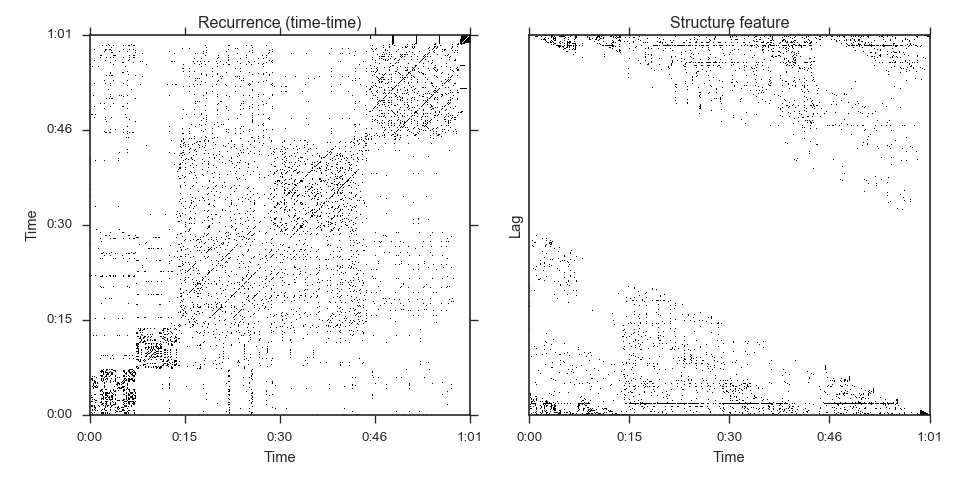 Recurrence (time-time)
1:01
0:46
0:30
0:15
0:00
Time
0:00 0:15 0:30 0:46 1:01
Time
Structure feature
Lag
0:00 0:15 0:30 0:46 1:01
Time